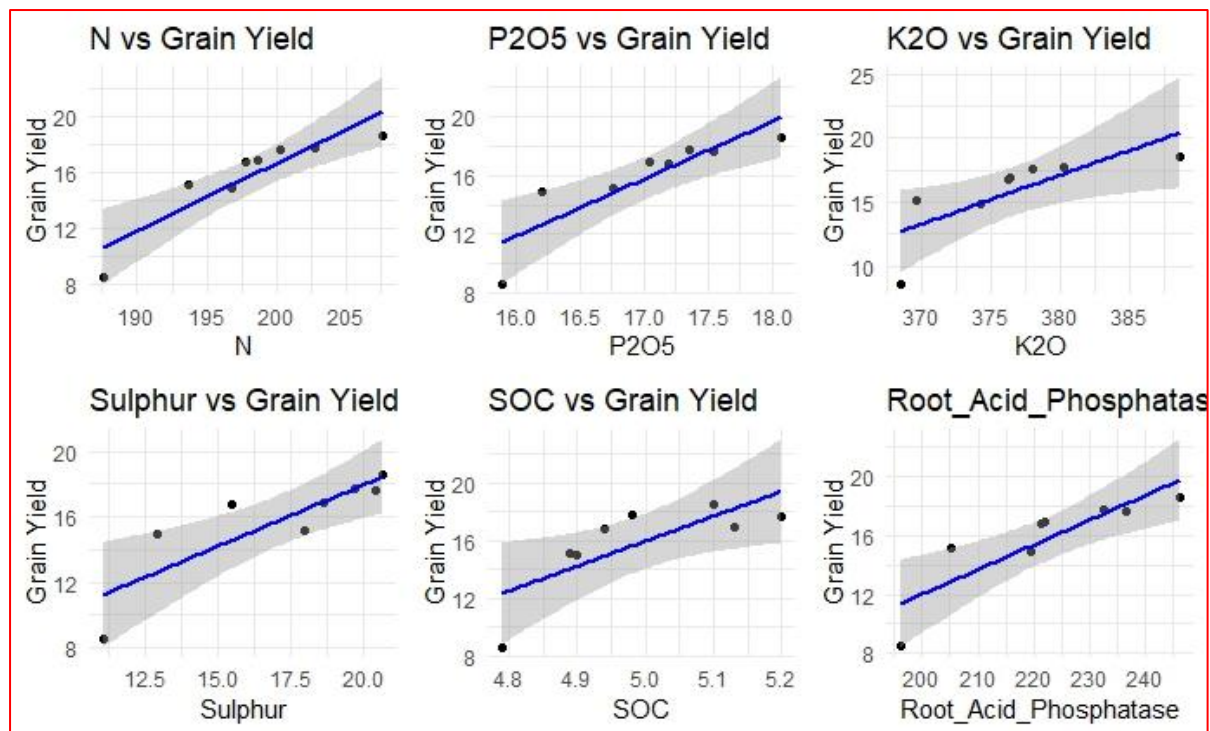 N vs Grain Yield
Grain Yield
20
16
12
8
190 195 200 205
N
P2O5 vs Grain Yield
Grain Yield
20
16
12
8
16.0 16.5 17.0 17.5 18.0
P2O5
K2O vs Grain Yield
Grain Yield
25
20
15
10
370 375 380 385
K2O
Sulphur vs Grain Yield
Grain Yield
20
16
12
8
12.5 15.0 17.5 20.0
Sulphur
SOC vs Grain Yield
Grain Yield
20
16
12
8
4.8 4.9 5.0 5.1 5.2
SOC
Root_Acid_Phosphatas
Grain Yield
20
16
12
8
200 210 220 230 240
Root_Acid_Phosphatase